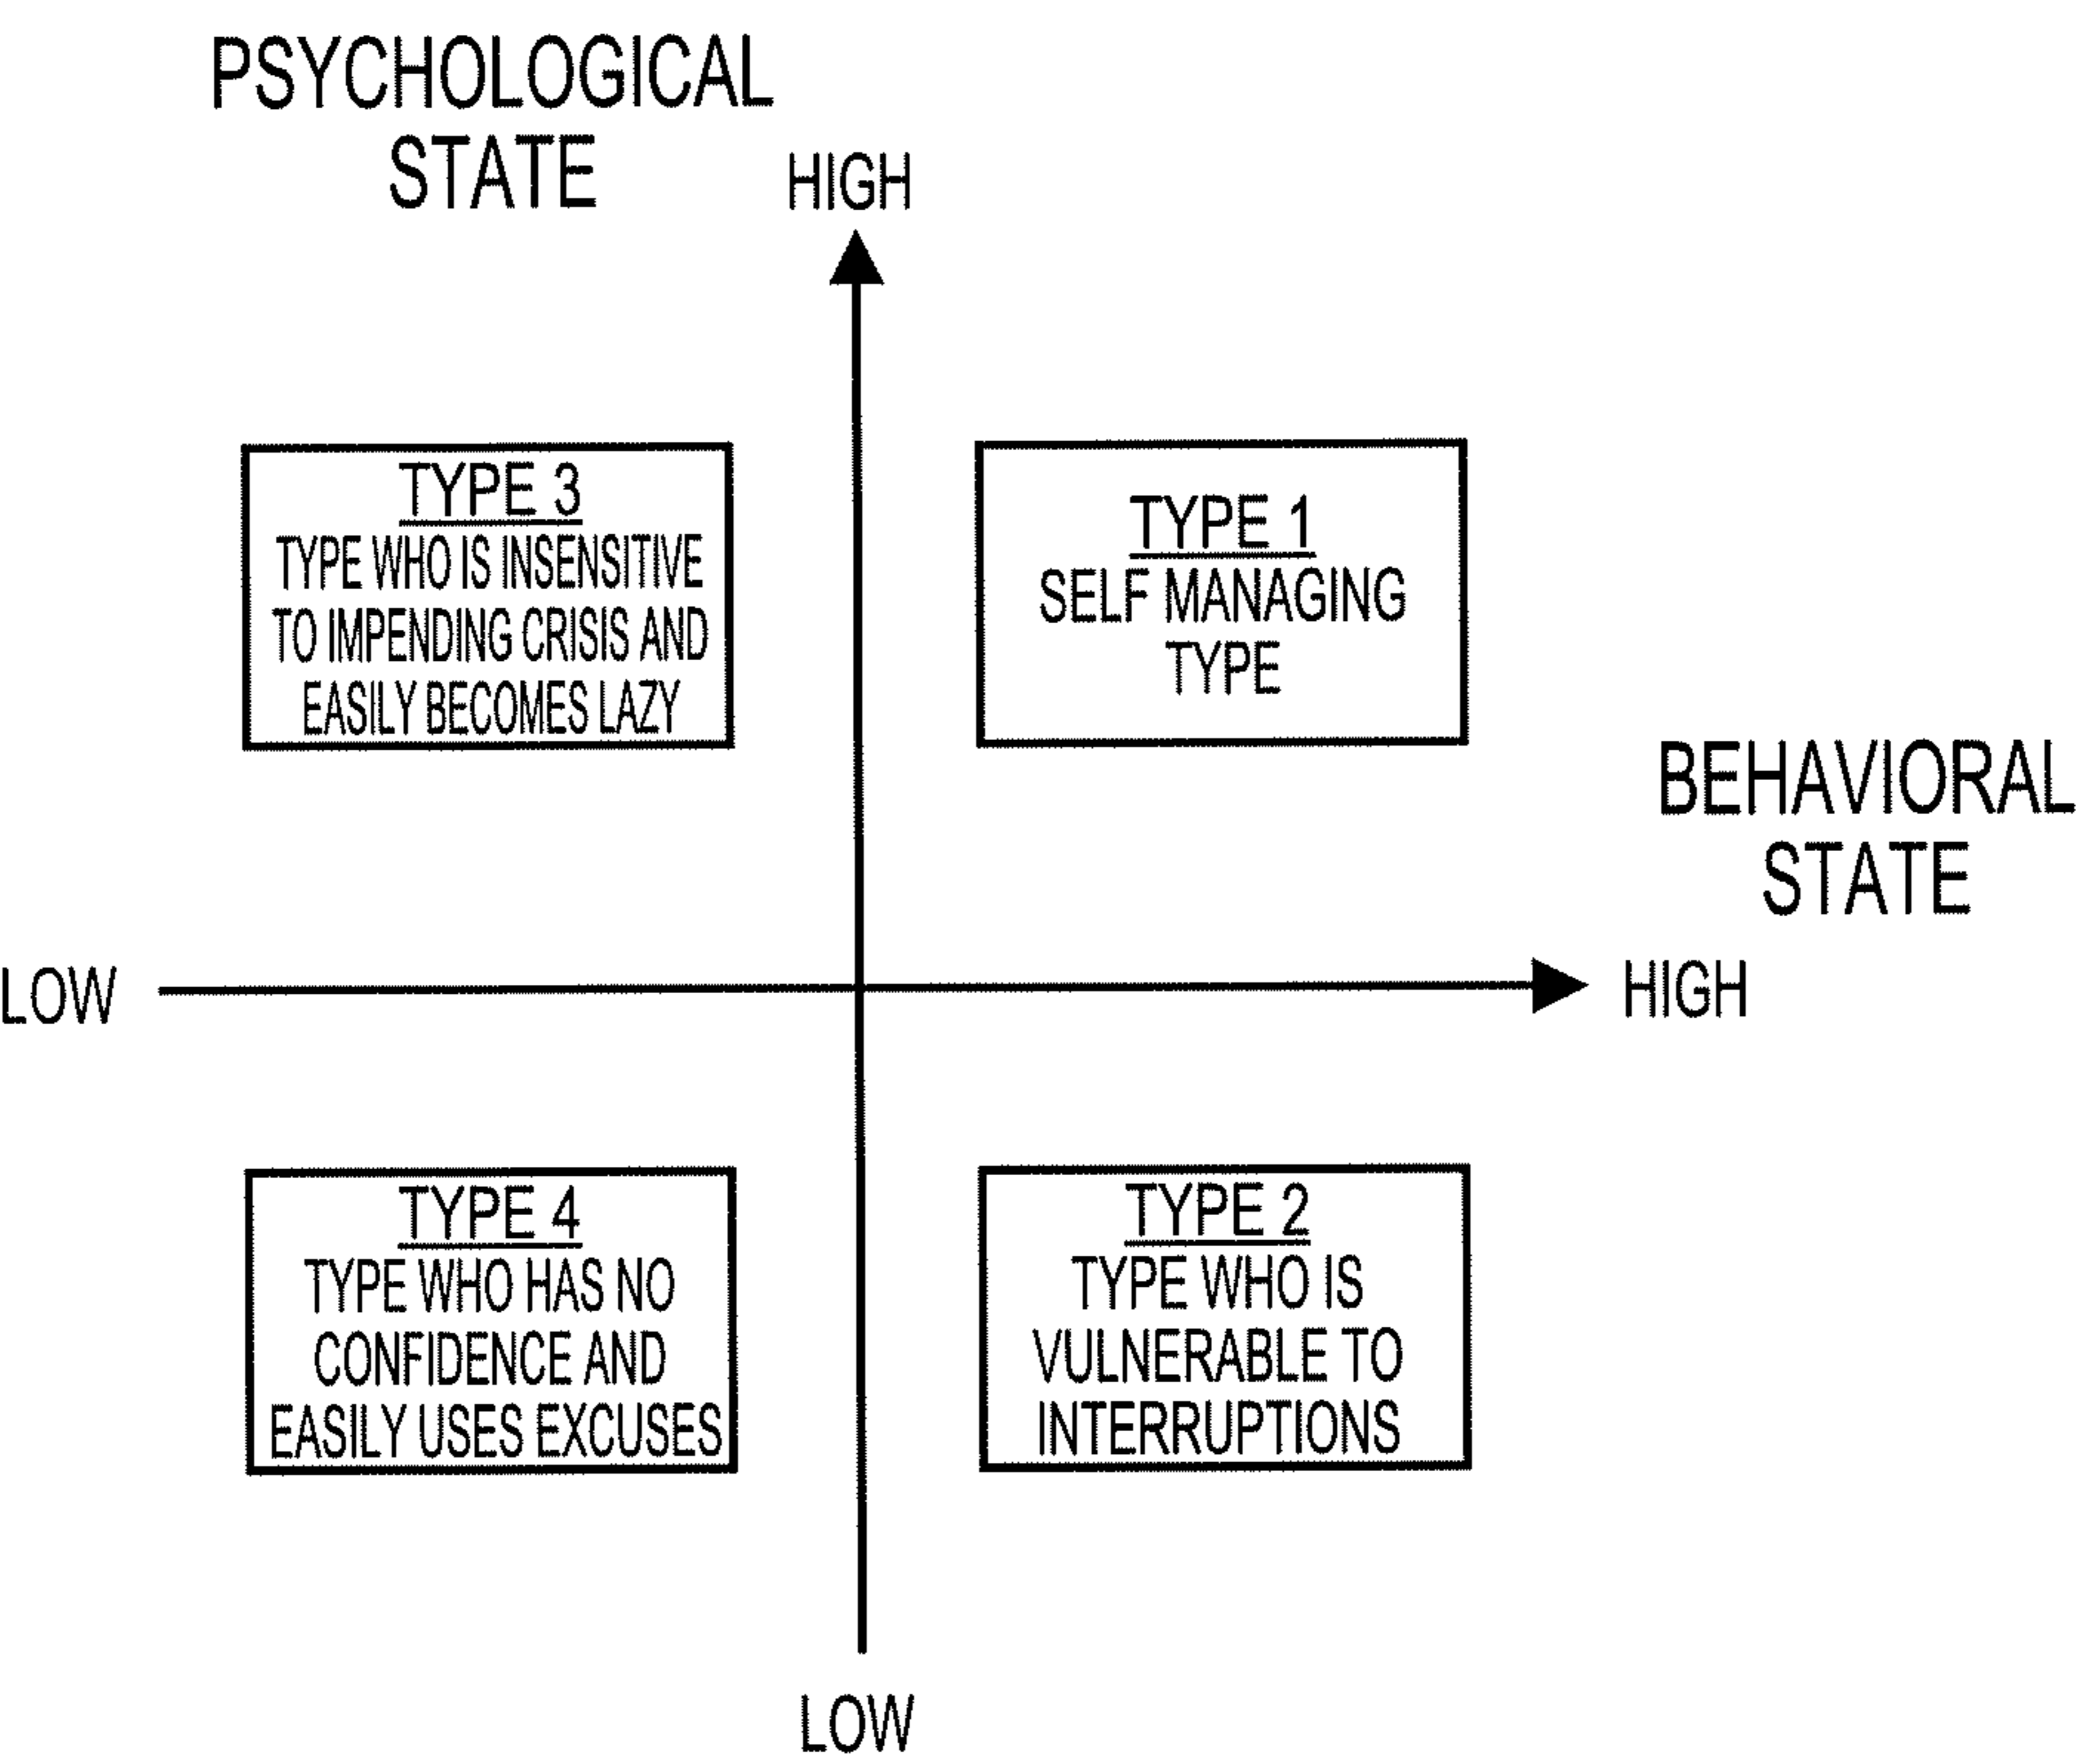 PSYCHOLOGICAL
STATE
HIGH
TYPE 3
TYPE WHO IS INSENSITIVE
TO IMPENDING CRISIS AND
EASILY BECOMES LAZY
TYPE 1
SELF MANAGING
TYPE
BEHAVIORAL
STATE
LOW
HIGH
TYPE 4
TYPE WHO HAS NO
CONFIDENCE AND
EASILY USES EXCUSES
TYPE 2
TYPE WHO IS
VULNERABLE TO
INTERRUPTIONS
LOW